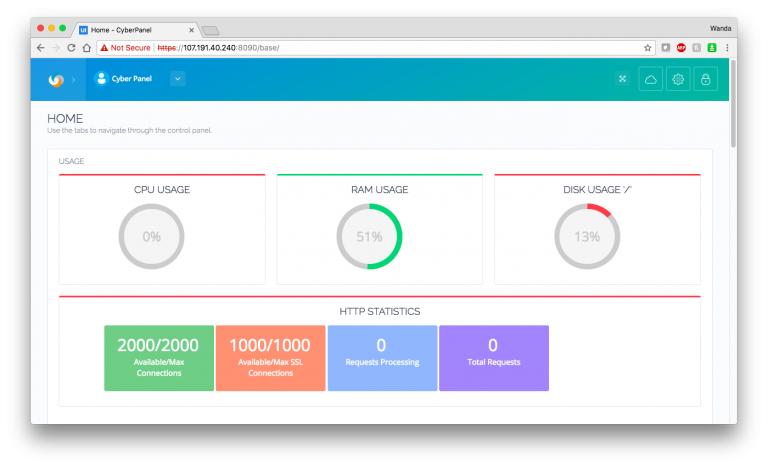 Home - CyberPanel
Wanda
Not Secure https://107.191.40.240:8090/base/
ABP
Cyber Panel
HOME
Use the tabs to navigate through the control panel.
USAGE
CPU USAGE
RAM USAGE
DISK USAGE '/'
0%
51%
13%
HTTP STATISTICS
2000/2000
Available/Max
Connections
1000/1000
Available/Max SSL
Connections
0
Requests Processing
0
Total Requests